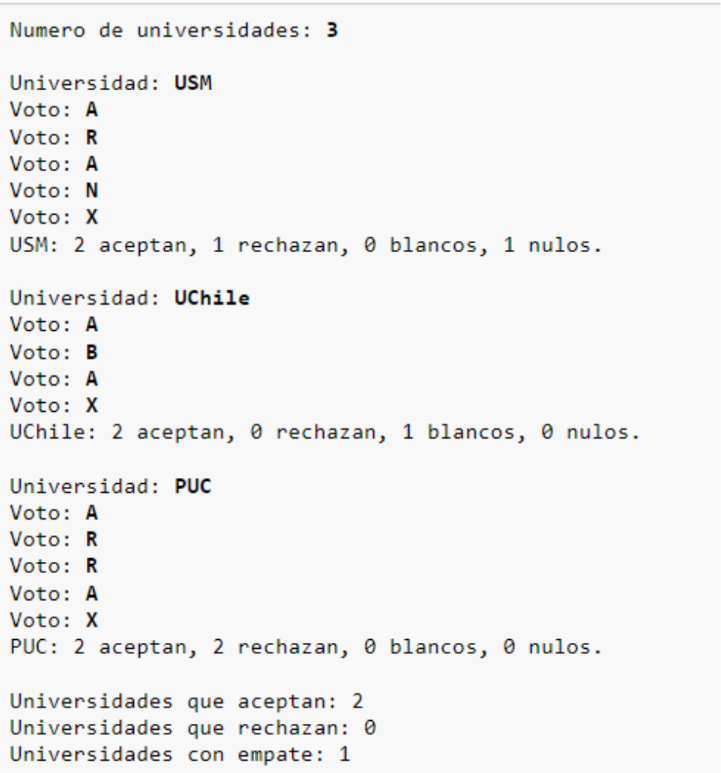 Numero de universidades: 3
Universidad: USM
Voto: A
Voto: R
Voto: A
Voto: N
Voto: X
USM: 2 aceptan, 1 rechazan, 0 blancos, 1 nulos.
Universidad: UChile
Voto: A
Voto: B
Voto: A
Voto: X
UChile: 2 aceptan, 0 rechazan, 1 blancos, 0 nulos.
Universidad: PUC
Voto: A
Voto: R
Voto: R
Voto: A
Voto: X
PUC: 2 aceptan, 2 rechazan, 0 blancos, 0 nulos.
Universidades que aceptan: 2
Universidades que rechazan: 0
Universidades con empate: 1